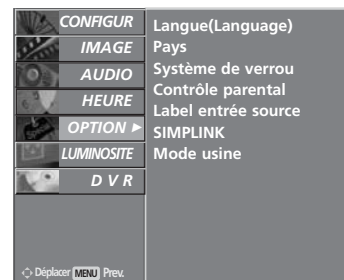 CONFIGUR
IMAGE
AUDIO
HEURE
OPTION ►
LUMINOSITE
D V R
Langue(Language)
Pays
Système de verrou
Contrôle parental
Label entrée source
SIMPLINK
Mode usine
Déplacer MENU Prev.